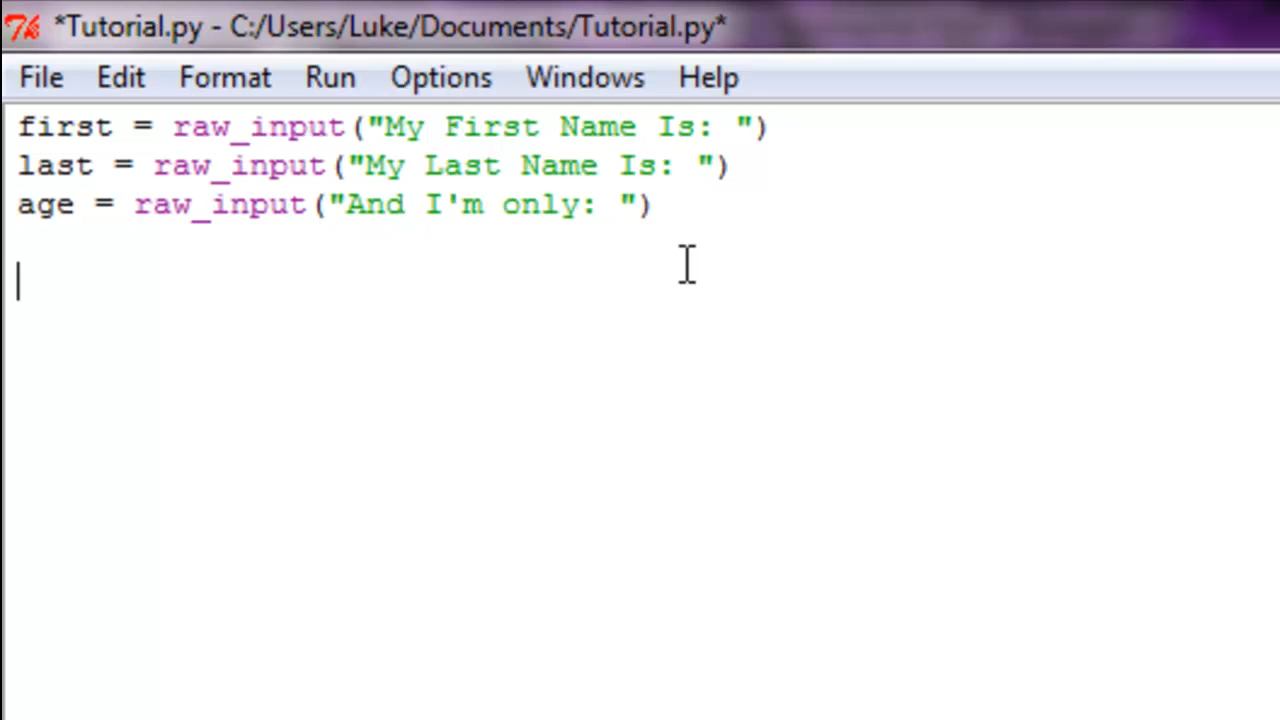 *Tutorial.py - C:/Users/Luke/Documents/Tutorial.py*
File Edit Format Run Options Windows Help
first = raw_input("My First Name Is: ")
last = raw_input("My Last Name Is: ")
age = raw_input("And I'm only: ")